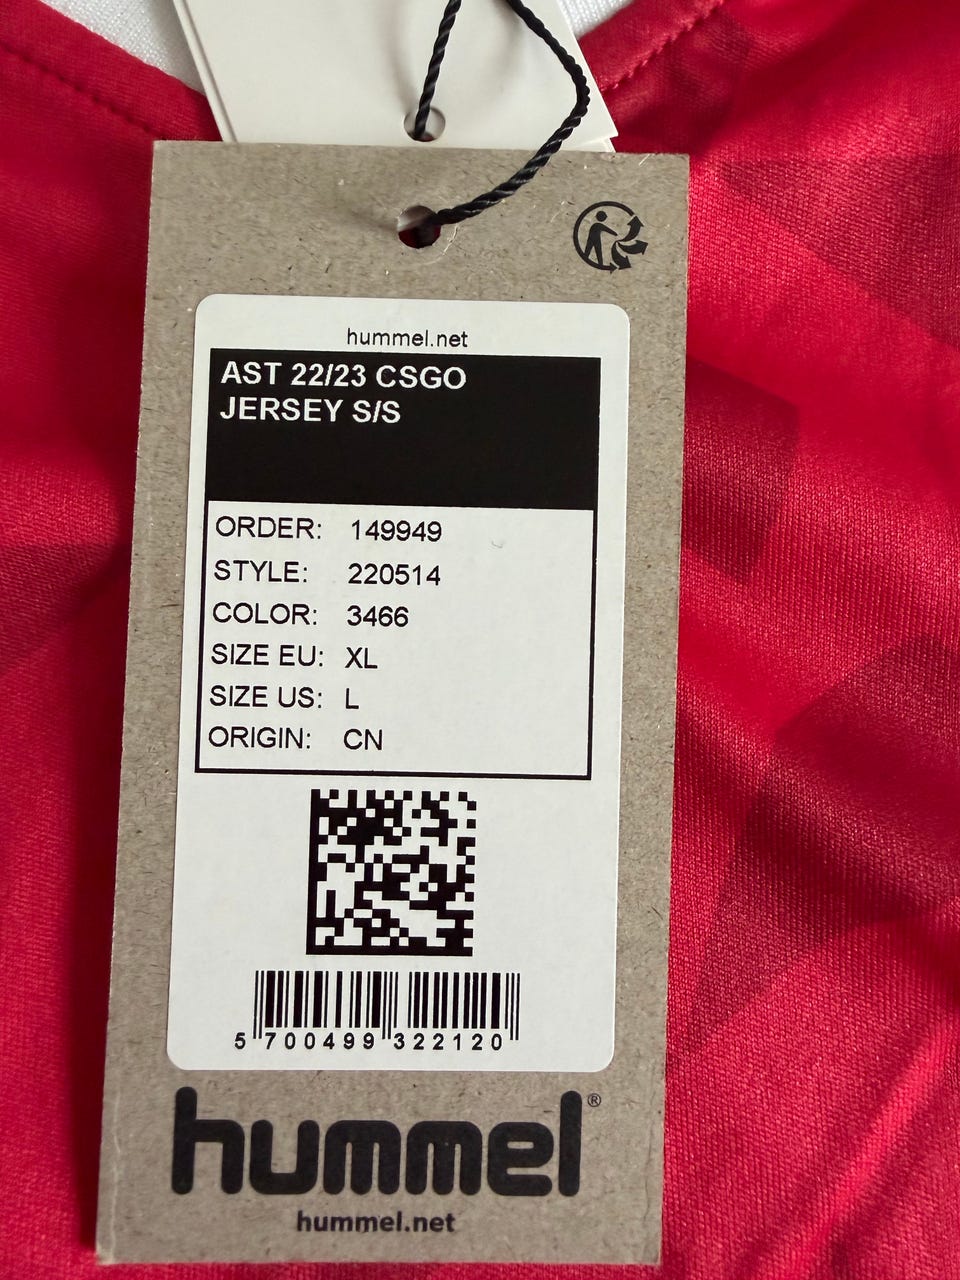 hummel.net
AST 22/23 CSGO
JERSEY S/S
ORDER: 149949
STYLE: 220514
COLOR: 3466
SIZE EU: XL
SIZE US: L
ORIGIN: CN
5 700499 322120
hummel®
hummel.net